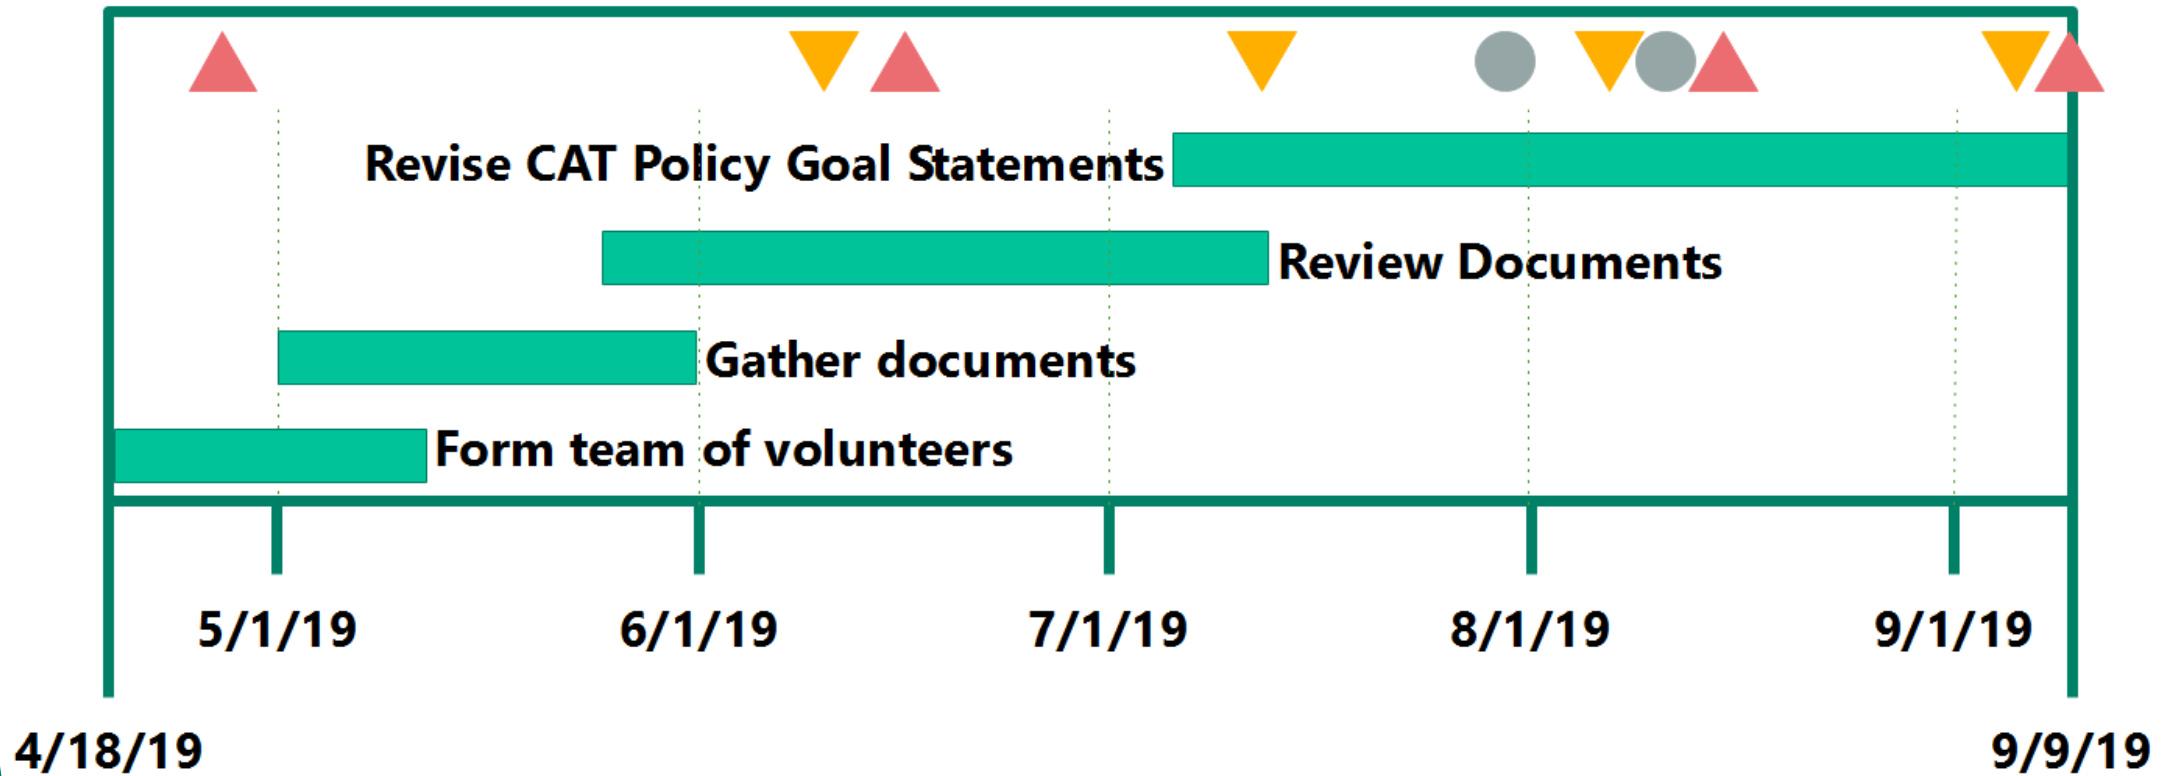 Revise CAT Policy Goal Statements
Review Documents
Gather documents
Form team of volunteers
5/1/19
6/1/19
7/1/19
8/1/19
9/1/19
4/18/19
9/9/19